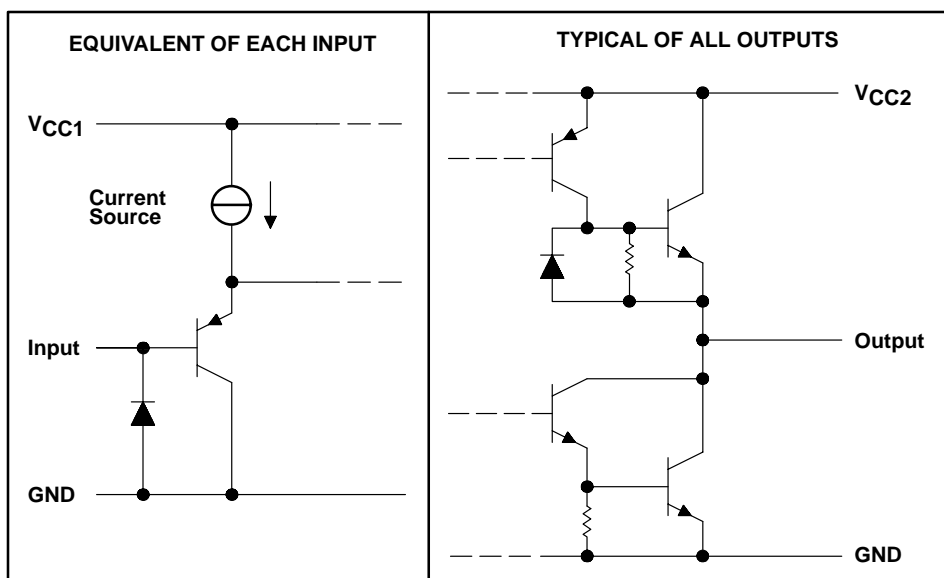 EQUIVALENT OF EACH INPUT
VCC1
Current
Source
Input
GND
TYPICAL OF ALL OUTPUTS
VCC2
Output
GND